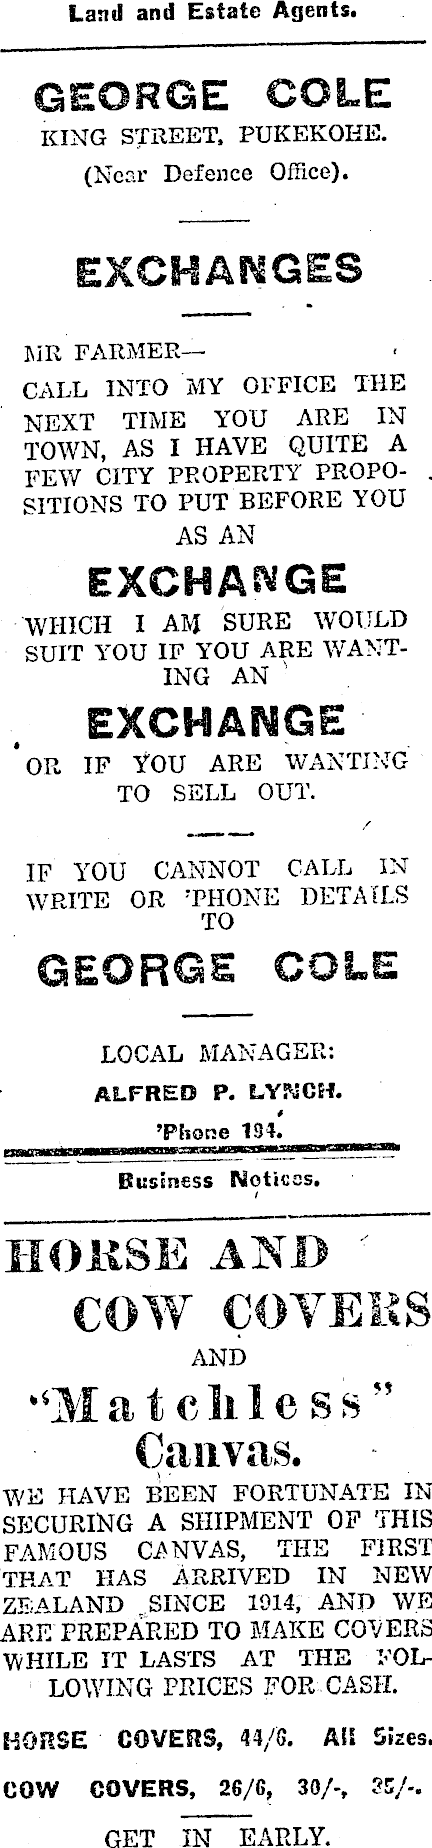 Land and Estate Agents.
GEORGE COLE
KING STREET, PUKEKOHE.
(Near Defence Office).
EXCHANGES
MR FARMER—
CALL INTO MY OFFICE THE
NEXT TIME YOU ARE IN
TOWN, AS I HAVE QUITE A
FEW CITY PROPERTY PROPO-
SITIONS TO PUT BEFORE YOU
AS AN
EXCHANGE
WHICH I AM SURE WOULD
SUIT YOU IF YOU ARE WANT-
ING AN
EXCHANGE
OR IF YOU ARE WANTING
TO SELL OUT.
IF YOU CANNOT CALL IN
WRITE OR 'PHONE DETAILS
TO
GEORGE COLE
LOCAL MANAGER:
ALFRED P. LYNCH.
'Phone 194.
Business Notices.
HORSE AND
COW COVERS
AND
"Matchless"
Canvas.
WE HAVE BEEN FORTUNATE IN
SECURING A SHIPMENT OF THIS
FAMOUS CANVAS, THE FIRST
THAT HAS ARRIVED IN NEW
ZEALAND SINCE 1914, AND WE
ARE PREPARED TO MAKE COVERS
WHILE IT LASTS AT THE FOL-
LOWING PRICES FOR CASH.
HORSE COVERS, 44/6. All Sizes.
COW COVERS, 26/6, 30/-, 35/-.
GET IN EARLY.